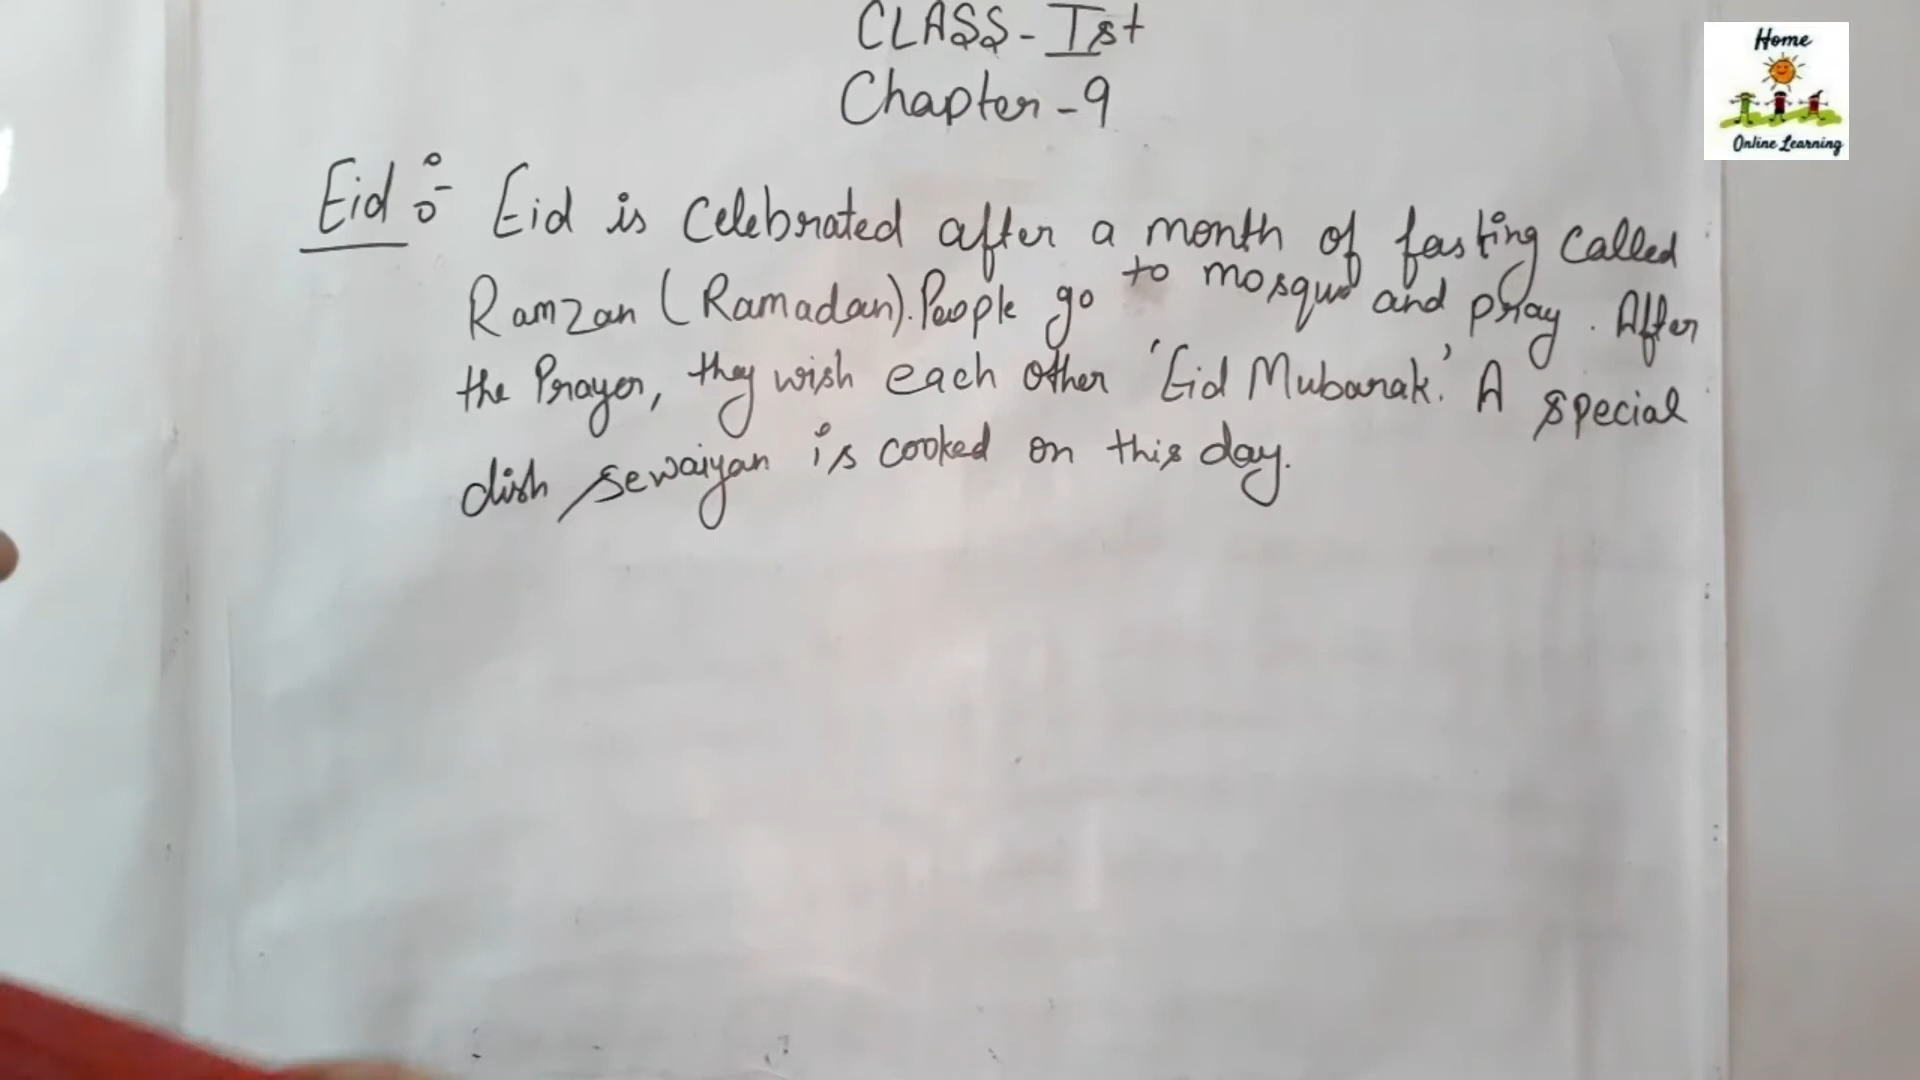 CLASS - Ist
Chapter - 9
Eid :- Eid is Celebrated after a month of fasting called
Ramzan (Ramadan). People go to mosque and pray. After
the Prayer, they wish each other 'Eid Mubarak.' A special
dish sewaiyan is cooked on this day.
Home
Online Learning